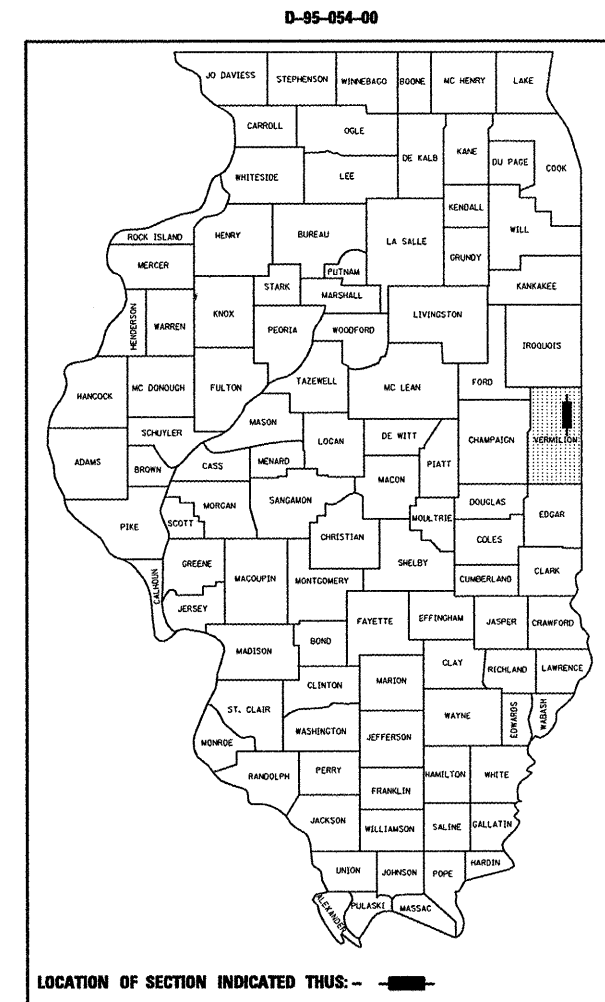 D-95-054-00
JO DAVIESS STEPHENSON WINNEBAGO BOONE MC HENRY LAKE
CARROLL OGLE DE KALB KANE DU PAGE COOK
WHITESIDE LEE
KENDALL WILL
ROCK ISLAND HENRY BUREAU LA SALLE GRUNDY
MERCER PUTNAM
STARK MARSHALL KANKAKEE
HENDERSON WARREN KNOX PEORIA WOODFORD LIVINGSTON IROQUOIS
HANCOCK MC DONOUGH FULTON TAZEWELL MC LEAN FORD
SCHUYLER MASON LOGAN DE WITT CHAMPAIGN VERMILION
ADAMS BROWN CASS MENARD MACON PIATT
PIKE SCOTT MORGAN SANGAMON MOULTRIE DOUGLAS EDGAR
CHRISTIAN COLES
CALHOUN GREENE MACOUPIN MONTGOMERY SHELBY CUMBERLAND CLARK
JERSEY FAYETTE EFFINGHAM JASPER CRAWFORD
MADISON BOND
CLINTON MARION CLAY RICHLAND LAWRENCE
ST. CLAIR WAYNE EDWARDS WABASH
MONROE WASHINGTON JEFFERSON
RANDOLPH PERRY FRANKLIN HAMILTON WHITE
JACKSON WILLIAMSON SALINE GALLATIN
UNION JOHNSON POPE HARDIN
ALEXANDER PULASKI MASSAC
LOCATION OF SECTION INDICATED THUS:-